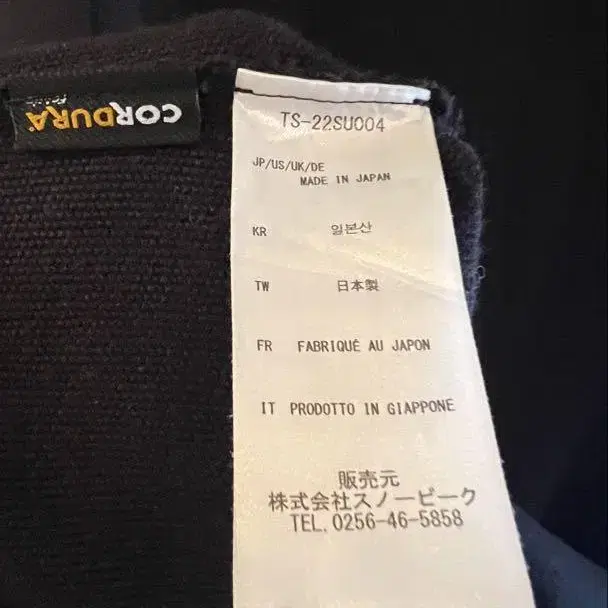 CORDURA
TS-22SU004
JP/US/UK/DE
MADE IN JAPAN
KR 일본산
TW 日本製
FR FABRIQUÉ AU JAPON
IT PRODOTTO IN GIAPPONE
販売元
株式会社スノーピーク
TEL.0256-46-5858